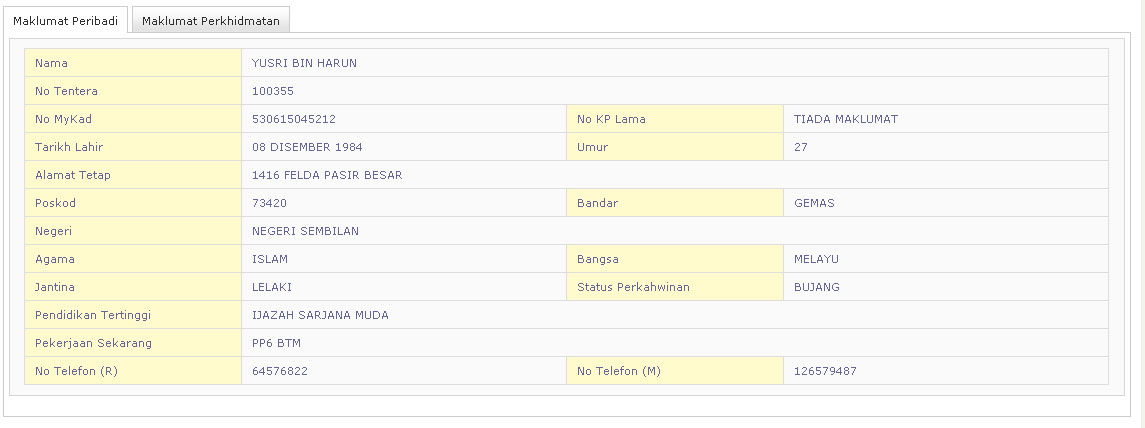 Maklumat Peribadi Maklumat Perkhidmatan
Nama YUSRI BIN HARUN
No Tentera 100355
No MyKad 530615045212 No KP Lama TIADA MAKLUMAT
Tarikh Lahir 08 DISEMBER 1984 Umur 27
Alamat Tetap 1416 FELDA PASIR BESAR
Poskod 73420 Bandar GEMAS
Negeri NEGERI SEMBILAN
Agama ISLAM Bangsa MELAYU
Jantina LELAKI Status Perkahwinan BUJANG
Pendidikan Tertinggi IJAZAH SARJANA MUDA
Pekerjaan Sekarang PP6 BTM
No Telefon (R) 64576822 No Telefon (M) 126579487